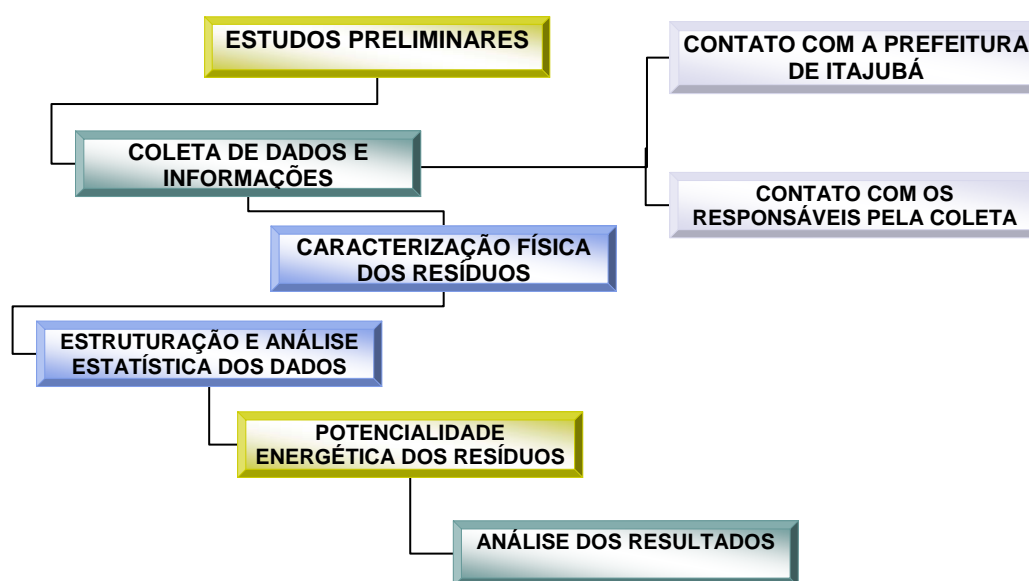 ESTUDOS PRELIMINARES
CONTATO COM A PREFEITURA
DE ITAJUBÁ
COLETA DE DADOS E
INFORMAÇÕES
CONTATO COM OS
RESPONSÁVEIS PELA COLETA
CARACTERIZAÇÃO FÍSICA
DOS RESÍDUOS
ESTRUTURAÇÃO E ANÁLISE
ESTATÍSTICA DOS DADOS
POTENCIALIDADE
ENERGÉTICA DOS RESÍDUOS
ANÁLISE DOS RESULTADOS